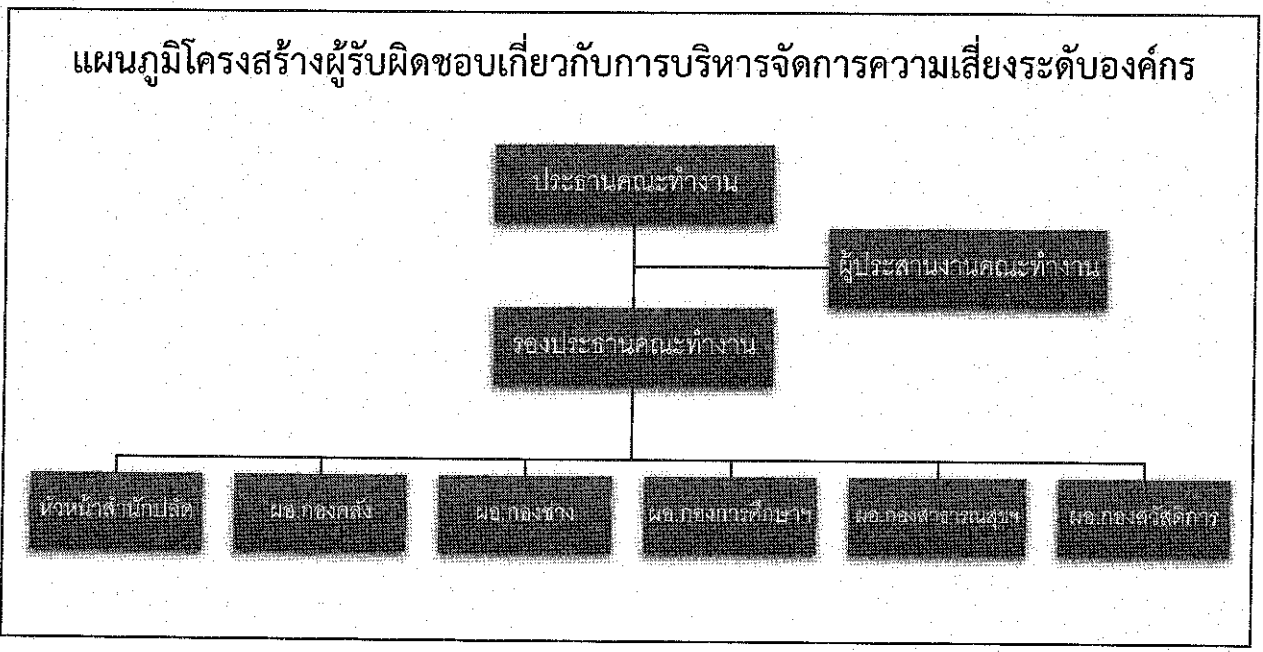 แผนภูมิโครงสร้างผู้รับผิดชอบเกี่ยวกับการบริหารจัดการความเสี่ยงระดับองค์กร
ประธานคณะทำงาน
ผู้ประสานงานคณะทำงาน
รองประธานคณะทำงาน
หัวหน้าสำนักปลัด
ผอ.กองคลัง
ผอ.กองช่าง
ผอ.กองการศึกษาฯ
ผอ.กองสาธารณสุขฯ
ผอ.กองสวัสดิการ